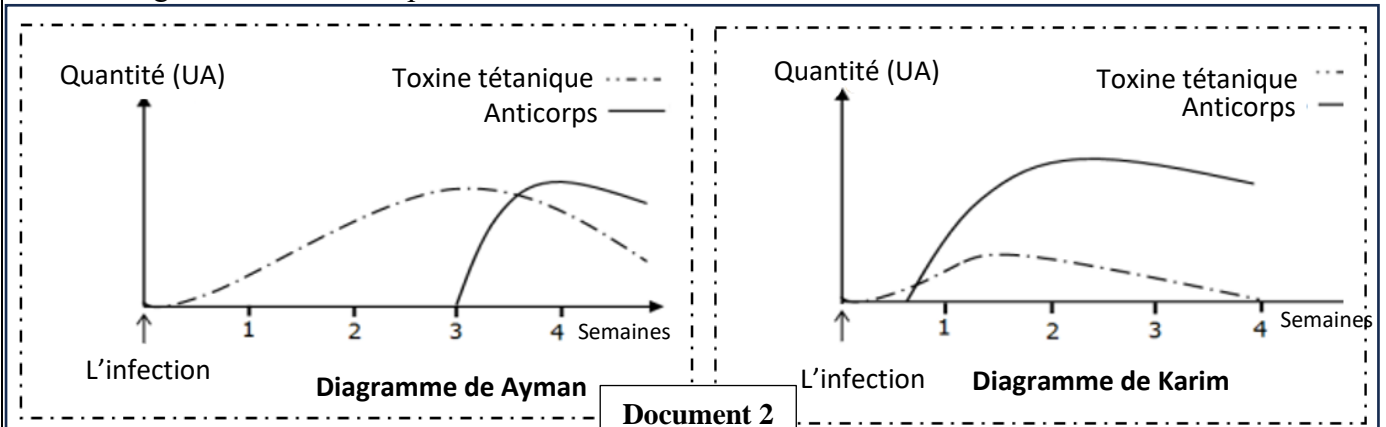 Quantité (UA)
Toxine tétanique
Anticorps
1 2 3 4 Semaines
L’infection
Diagramme de Ayman
Quantité (UA)
Toxine tétanique
Anticorps
1 2 3 4 Semaines
L’infection
Diagramme de Karim
Document 2